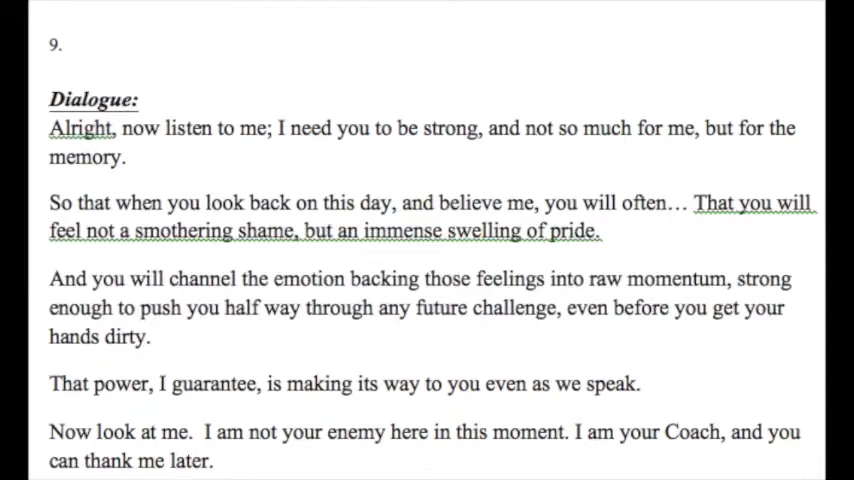 9.
Dialogue:
Alright, now listen to me; I need you to be strong, and not so much for me, but for the
memory.
So that when you look back on this day, and believe me, you will often… That you will
feel not a smothering shame, but an immense swelling of pride.
And you will channel the emotion backing those feelings into raw momentum, strong
enough to push you half way through any future challenge, even before you get your
hands dirty.
That power, I guarantee, is making its way to you even as we speak.
Now look at me.  I am not your enemy here in this moment. I am your Coach, and you
can thank me later.